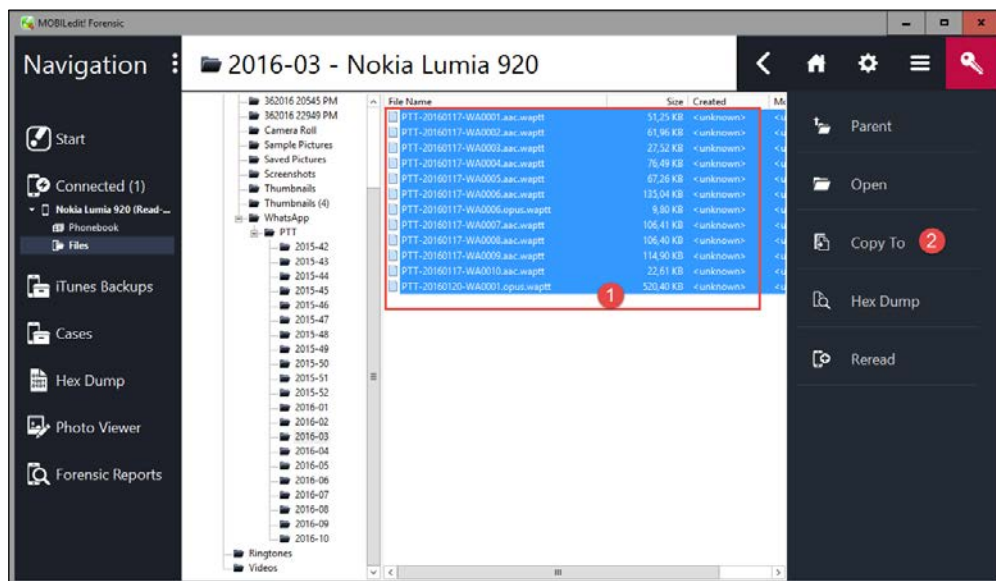 MOBILedit! Forensic
Navigation
2016-03 - Nokia Lumia 920
Start
Connected (1)
Nokia Lumia 920 (Read-...
Phonebook
Files
iTunes Backups
Cases
Hex Dump
Photo Viewer
Forensic Reports
362016 20545 PM
362016 22949 PM
Camera Roll
Sample Pictures
Saved Pictures
Screenshots
Thumbnails
Thumbnails (4)
WhatsApp
PTT
2015-42
2015-43
2015-44
2015-45
2015-46
2015-47
2015-48
2015-49
2015-50
2015-51
2015-52
2016-01
2016-02
2016-03
2016-04
2016-05
2016-06
2016-07
2016-08
2016-09
2016-10
Ringtones
Videos
File Name Size Created Mc
PTT-20160117-WA0001.aac.waptt 51,25 KB <unknown> <u
PTT-20160117-WA0002.aac.waptt 61,96 KB <unknown> <u
PTT-20160117-WA0003.aac.waptt 27,52 KB <unknown> <u
PTT-20160117-WA0004.aac.waptt 76,49 KB <unknown> <u
PTT-20160117-WA0005.aac.waptt 67,26 KB <unknown> <u
PTT-20160117-WA0006.aac.waptt 135,04 KB <unknown> <u
PTT-20160117-WA0006.opus.waptt 9,80 KB <unknown> <u
PTT-20160117-WA0007.aac.waptt 106,41 KB <unknown> <u
PTT-20160117-WA0008.aac.waptt 106,40 KB <unknown> <u
PTT-20160117-WA0009.aac.waptt 114,90 KB <unknown> <u
PTT-20160117-WA0010.aac.waptt 22,61 KB <unknown> <u
PTT-20160120-WA0001.opus.waptt 520,40 KB <unknown> <u
1
Parent
Open
Copy To 2
Hex Dump
Reread